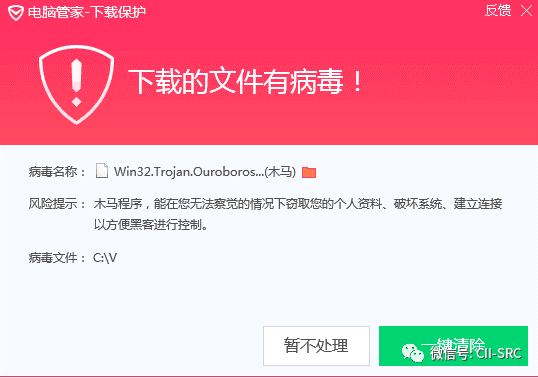 电脑管家-下载保护
反馈
下载的文件有病毒！
病毒名称： Win32.Trojan.Ouroboros...(木马)
风险提示： 木马程序，能在您无法察觉的情况下窃取您的个人资料、破坏系统、建立连接
以方便黑客进行控制。
病毒文件： C:\V
暂不处理
一键清除
微信号: CII-SRC